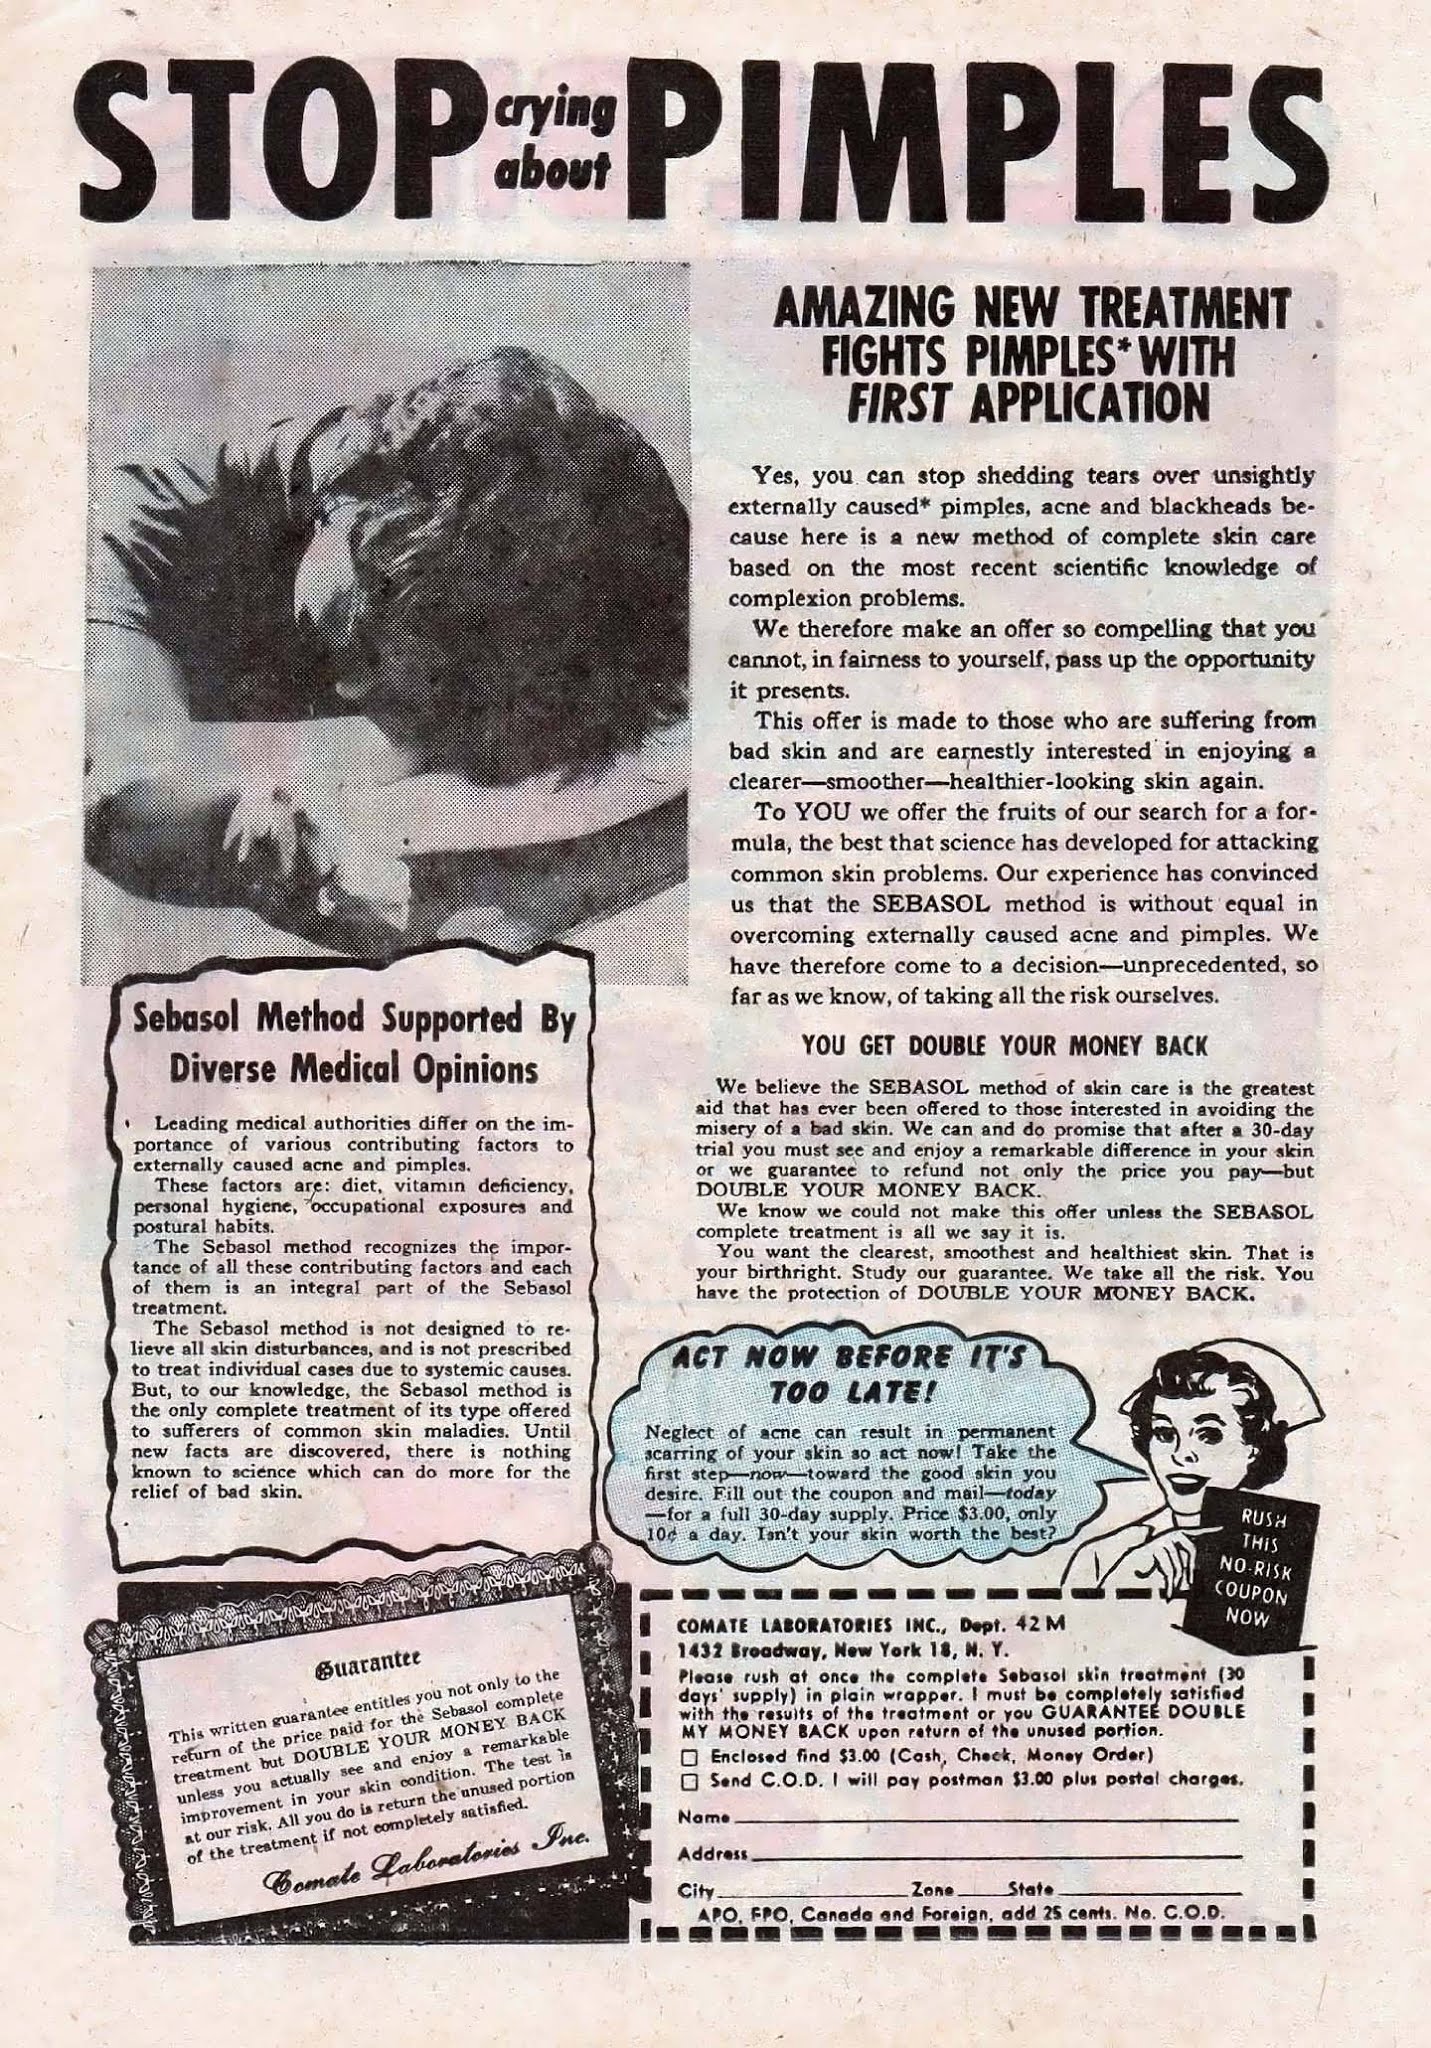 STOP crying about PIMPLES
AMAZING NEW TREATMENT
FIGHTS PIMPLES* WITH
FIRST APPLICATION
Yes, you can stop shedding tears over unsightly
externally caused* pimples, acne and blackheads be-
cause here is a new method of complete skin care
based on the most recent scientific knowledge of
complexion problems.
We therefore make an offer so compelling that you
cannot, in fairness to yourself, pass up the opportunity
it presents.
This offer is made to those who are suffering from
bad skin and are earnestly interested in enjoying a
clearer—smoother—healthier-looking skin again.
To YOU we offer the fruits of our search for a for-
mula, the best that science has developed for attacking
common skin problems. Our experience has convinced
us that the SEBASOL method is without equal in
overcoming externally caused acne and pimples. We
have therefore come to a decision—unprecedented, so
far as we know, of taking all the risk ourselves.
YOU GET DOUBLE YOUR MONEY BACK
We believe the SEBASOL method of skin care is the greatest
aid that has ever been offered to those interested in avoiding the
misery of a bad skin. We can and do promise that after a 30-day
trial you must see and enjoy a remarkable difference in your skin
or we guarantee to refund not only the price you pay—but
DOUBLE YOUR MONEY BACK.
We know we could not make this offer unless the SEBASOL
complete treatment is all we say it is.
You want the clearest, smoothest and healthiest skin. That is
your birthright. Study our guarantee. We take all the risk. You
have the protection of DOUBLE YOUR MONEY BACK.
Sebasol Method Supported By
Diverse Medical Opinions
Leading medical authorities differ on the im-
portance of various contributing factors to
externally caused acne and pimples.
These factors are: diet, vitamin deficiency,
personal hygiene, occupational exposures and
postural habits.
The Sebasol method recognizes the impor-
tance of all these contributing factors and each
of them is an integral part of the Sebasol
treatment.
The Sebasol method is not designed to re-
lieve all skin disturbances, and is not prescribed
to treat individual cases due to systemic causes.
But, to our knowledge, the Sebasol method is
the only complete treatment of its type offered
to sufferers of common skin maladies. Until
new facts are discovered, there is nothing
known to science which can do more for the
relief of bad skin.
ACT NOW BEFORE IT'S
TOO LATE!
Neglect of acne can result in permanent
scarring of your skin so act now! Take the
first step—now—toward the good skin you
desire. Fill out the coupon and mail—today
—for a full 30-day supply. Price $3.00, only
10¢ a day. Isn't your skin worth the best?
RUSH
THIS
NO-RISK
COUPON
NOW
Guarantee
This written guarantee entitles you not only to the
return of the price paid for the Sebasol complete
treatment but DOUBLE YOUR MONEY BACK
unless you actually see and enjoy a remarkable
improvement in your skin condition. The test is
at our risk. All you do is return the unused portion
of the treatment if not completely satisfied.
Comate Laboratories Inc.
COMATE LABORATORIES INC., Dept. 42 M
1432 Broadway, New York 18, N. Y.
Please rush at once the complete Sebasol skin treatment (30
days' supply) in plain wrapper. I must be completely satisfied
with the results of the treatment or you GUARANTEE DOUBLE
MY MONEY BACK upon return of the unused portion.
☐ Enclosed find $3.00 (Cash, Check, Money Order)
☐ Send C.O.D. I will pay postman $3.00 plus postal charges.
Name
Address
City Zone State
APO, FPO, Canada and Foreign, add 25 cents. No. C.O.D.